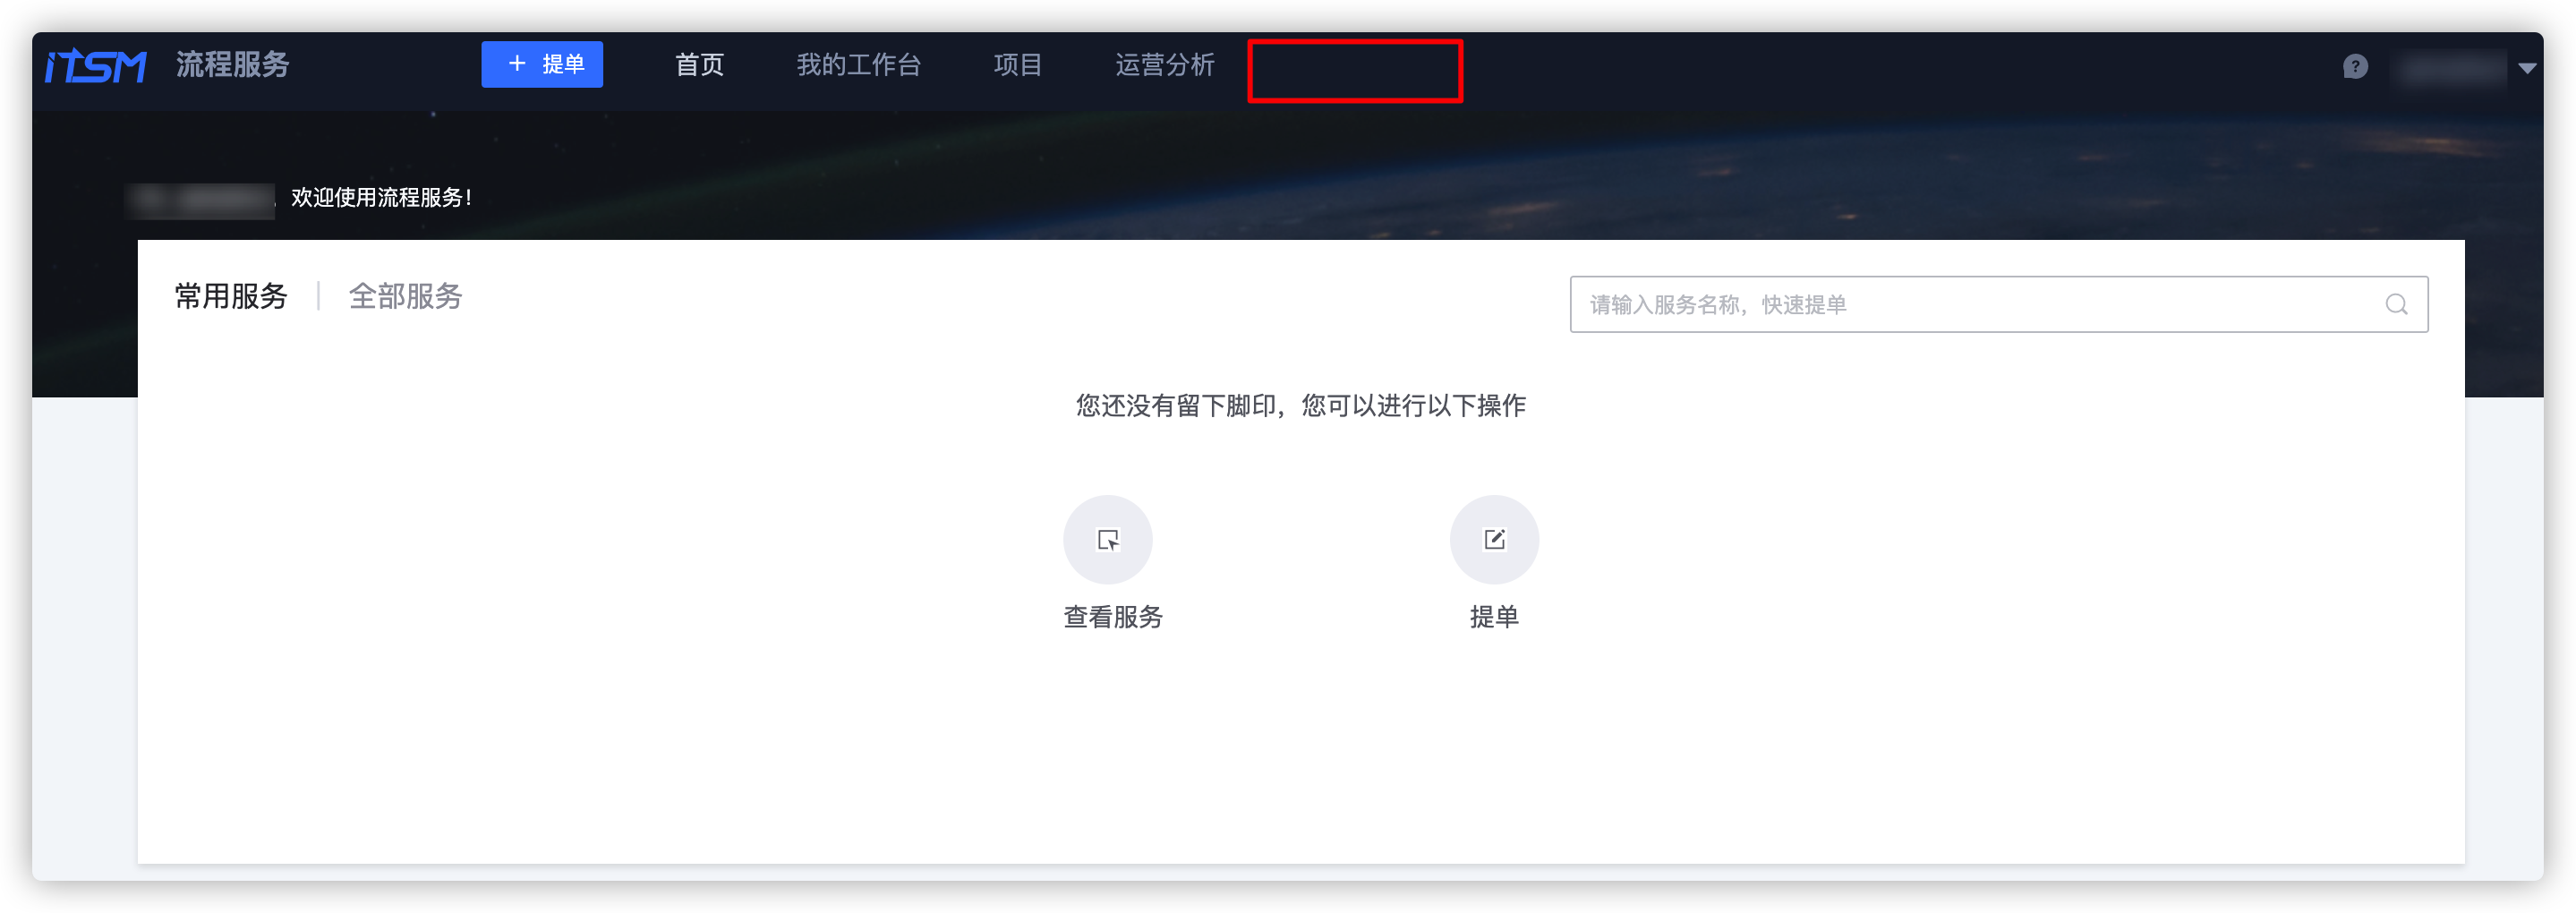 iTSM 流程服务 + 提单 首页 我的工作台 项目 运营分析 ?
欢迎使用流程服务!
常用服务 全部服务 请输入服务名称，快速提单
您还没有留下脚印，您可以进行以下操作
查看服务 提单